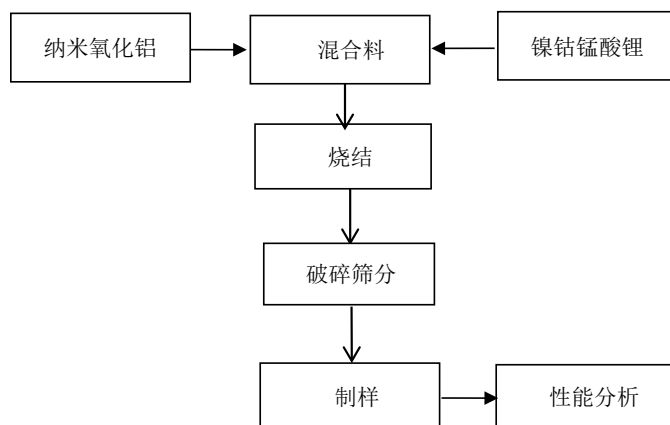 纳米氧化铝
混合料
镍钴锰酸锂
烧结
破碎筛分
制样
性能分析